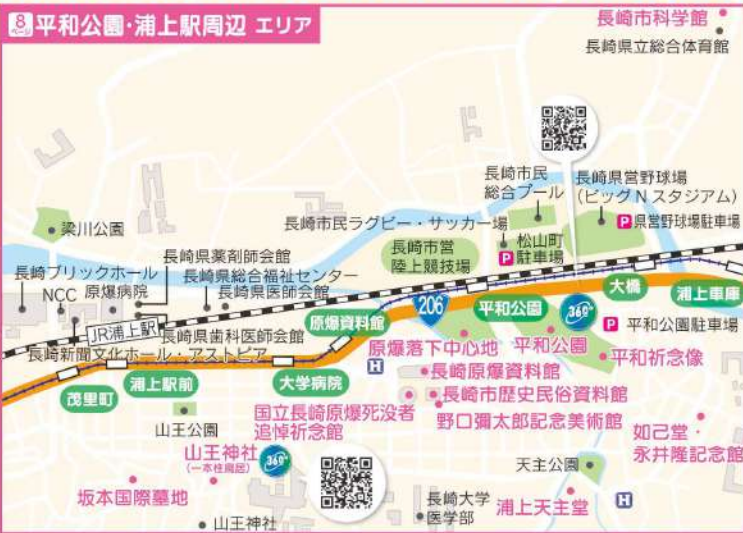 8ページ 平和公園・浦上駅周辺 エリア
長崎市科学館
長崎県立総合体育館
長崎市民
総合プール
長崎県営野球場
(ビッグNスタジアム)
P 県営野球場駐車場
梁川公園
長崎市民ラグビー・サッカー場
松山町
P 駐車場
長崎市営
陸上競技場
長崎県薬剤師会館
長崎ブリックホール
長崎県総合福祉センター
NCC
原爆病院
長崎県医師会館
JR浦上駅
長崎県歯科医師会館
長崎新聞文化ホール・アストピア
原爆資料館
206
平和公園
大橋
浦上車庫
360°
P 平和公園駐車場
原爆落下中心地
平和公園
平和祈念像
H
長崎原爆資料館
茂里町
浦上駅前
大学病院
長崎市歴史民俗資料館
国立長崎原爆死没者
追悼祈念館
野口彌太郎記念美術館
如己堂・
永井隆記念館
山王公園
山王神社
(一本柱鳥居)
360°
天主公園
坂本国際墓地
浦上天主堂
H
長崎大学
医学部
山王神社